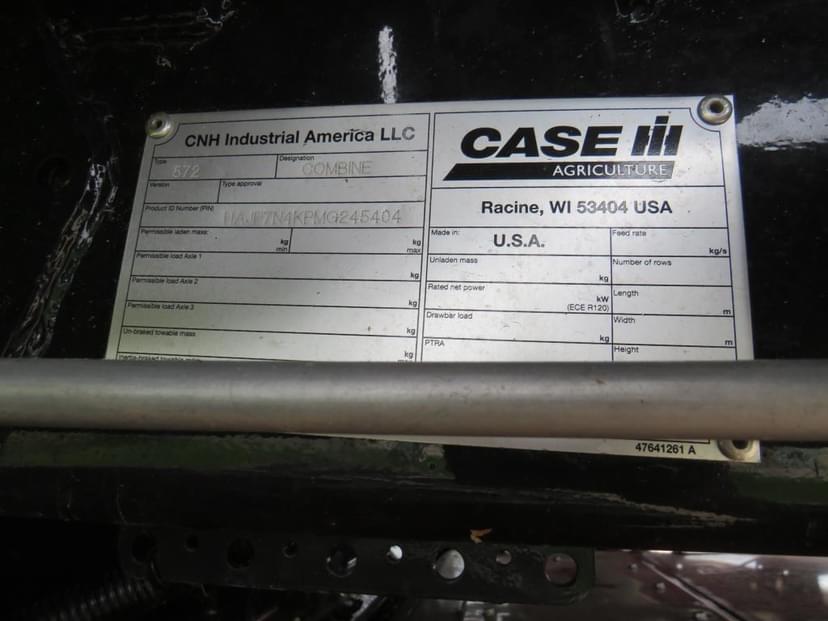 CNH Industrial America LLC
Type
572
Designation
COMBINE
Version
Type approval
Product ID Number (PIN)
Permissible laden mass:
kg
min
kg
max
Permissible load Axle 1
kg
Permissible load Axle 2
kg
Permissible load Axle 3
kg
Un-braked towable mass
kg
CASE IH
AGRICULTURE
Racine, WI 53404 USA
Made in:
U.S.A.
Feed rate
kg/s
Unladen mass
kg
Number of rows
Rated net power
kW
(ECE R120)
Length
m
Drawbar load
kg
Width
m
PTRA
Height
47641261 A